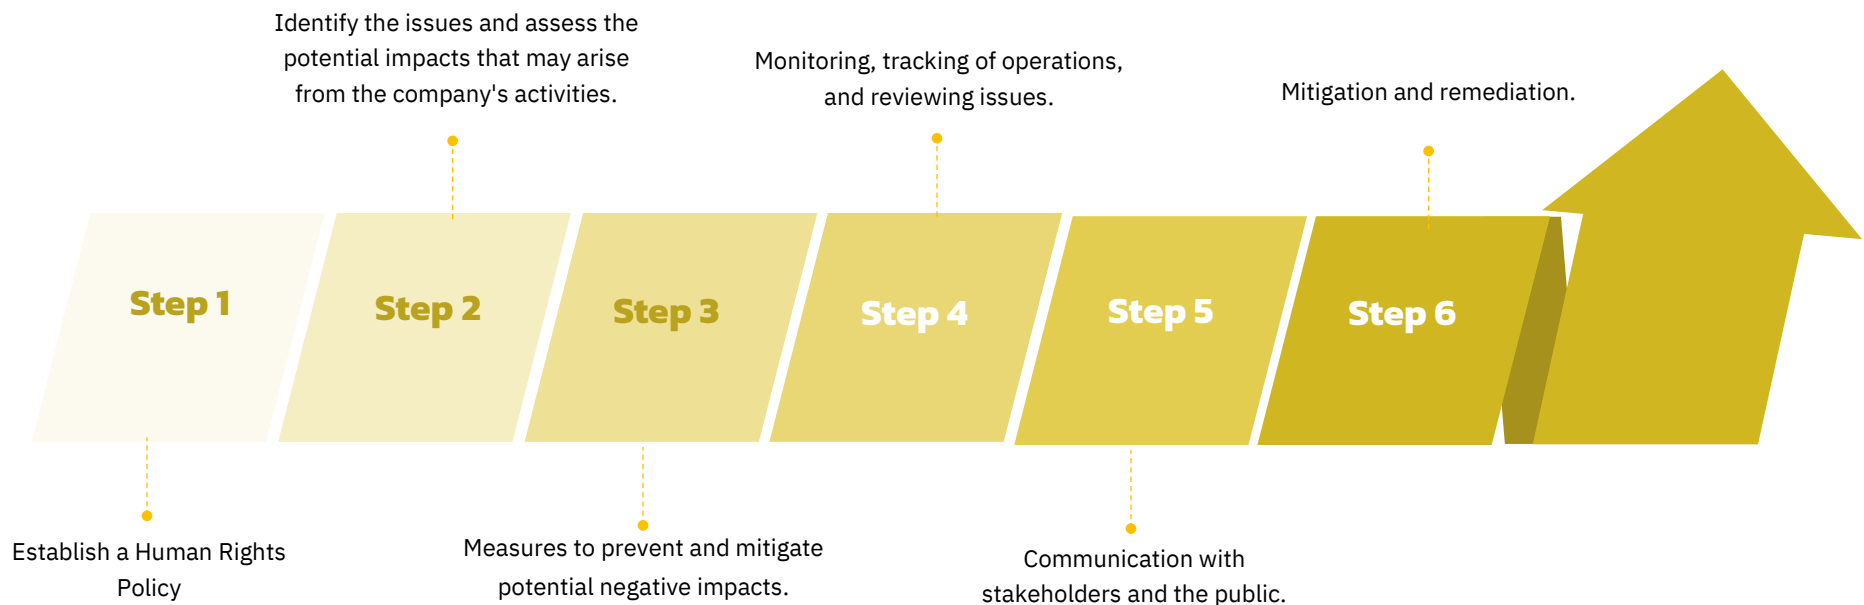 Identify the issues and assess the
potential impacts that may arise
from the company's activities.
Monitoring, tracking of operations,
and reviewing issues.
Mitigation and remediation.
Step 1
Step 2
Step 3
Step 4
Step 5
Step 6
Establish a Human Rights
Policy
Measures to prevent and mitigate
potential negative impacts.
Communication with
stakeholders and the public.